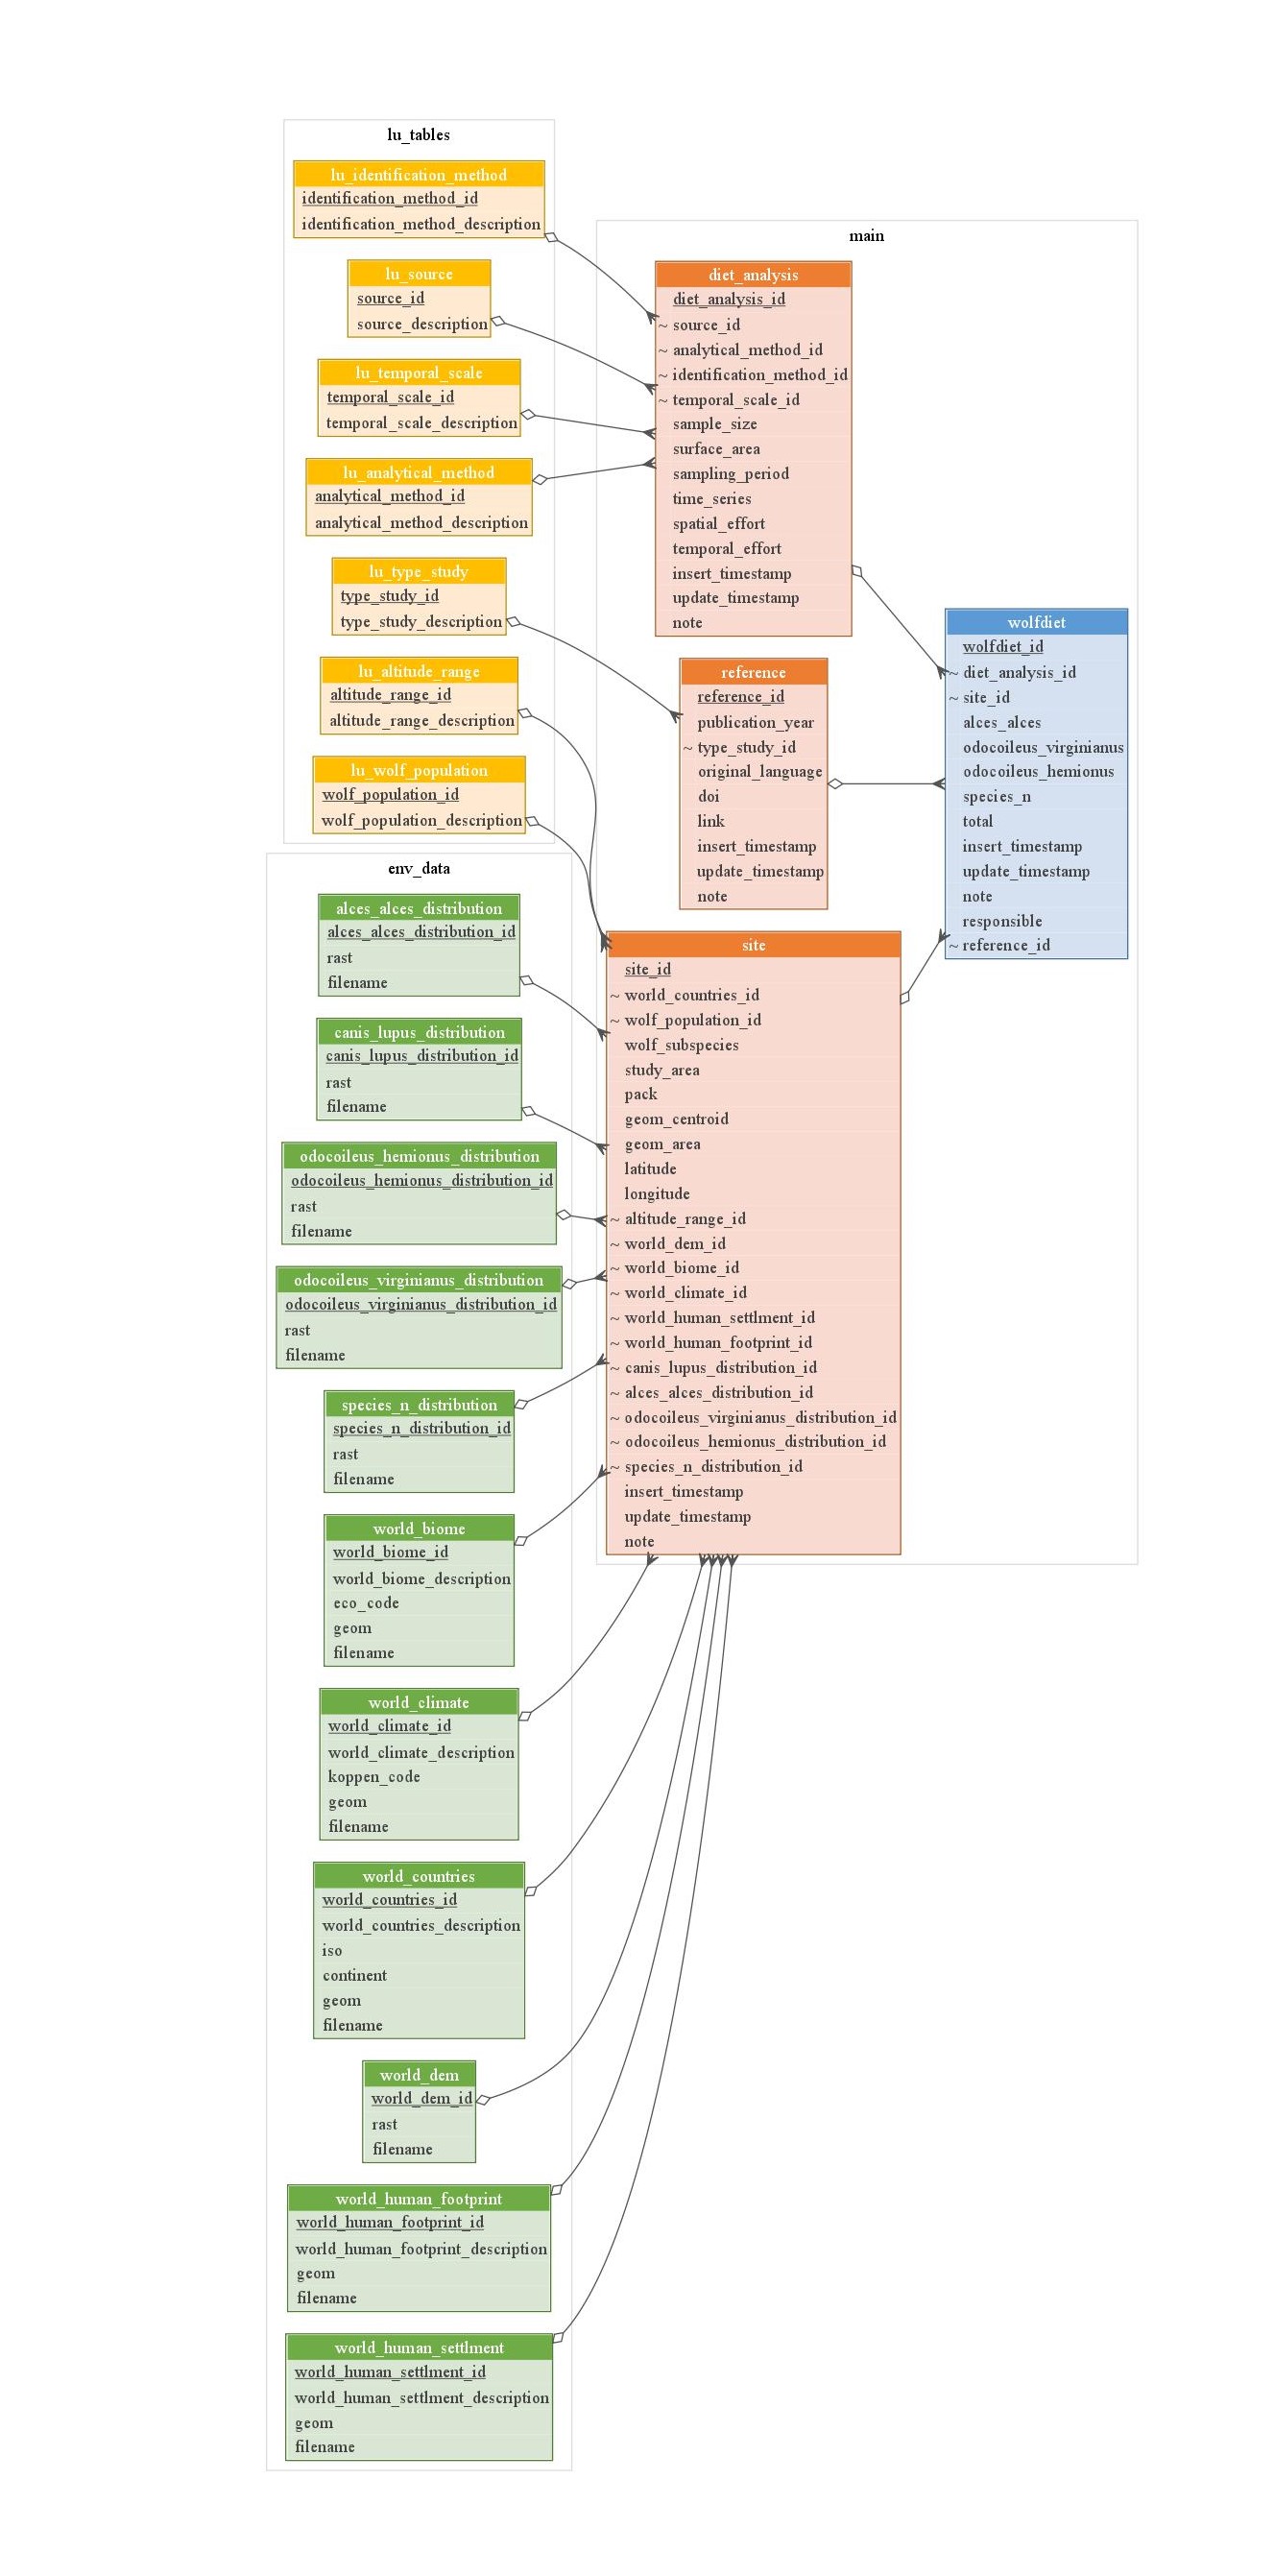 lu_tables
lu_identification_method
identification_method_id
identification_method_description
lu_source
source_id
source_description
lu_temporal_scale
temporal_scale_id
temporal_scale_description
lu_analytical_method
analytical_method_id
analytical_method_description
lu_type_study
type_study_id
type_study_description
lu_altitude_range
altitude_range_id
altitude_range_description
lu_wolf_population
wolf_population_id
wolf_population_description
env_data
alces_alces_distribution
alces_alces_distribution_id
rast
filename
canis_lupus_distribution
canis_lupus_distribution_id
rast
filename
odocoileus_hemionus_distribution
odocoileus_hemionus_distribution_id
rast
filename
odocoileus_virginianus_distribution
odocoileus_virginianus_distribution_id
rast
filename
species_n_distribution
species_n_distribution_id
rast
filename
world_biome
world_biome_id
world_biome_description
eco_code
geom
filename
world_climate
world_climate_id
world_climate_description
koppen_code
geom
filename
world_countries
world_countries_id
world_countries_description
iso
continent
geom
filename
world_dem
world_dem_id
rast
filename
world_human_footprint
world_human_footprint_id
world_human_footprint_description
geom
filename
world_human_settlment
world_human_settlment_id
world_human_settlment_description
geom
filename
main
diet_analysis
diet_analysis_id
~ source_id
~ analytical_method_id
~ identification_method_id
~ temporal_scale_id
sample_size
surface_area
sampling_period
time_series
spatial_effort
temporal_effort
insert_timestamp
update_timestamp
note
reference
reference_id
publication_year
~ type_study_id
original_language
doi
link
insert_timestamp
update_timestamp
note
site
site_id
~ world_countries_id
~ wolf_population_id
wolf_subspecies
study_area
pack
geom_centroid
geom_area
latitude
longitude
~ altitude_range_id
~ world_dem_id
~ world_biome_id
~ world_climate_id
~ world_human_settlment_id
~ world_human_footprint_id
~ canis_lupus_distribution_id
~ alces_alces_distribution_id
~ odocoileus_virginianus_distribution_id
~ odocoileus_hemionus_distribution_id
~ species_n_distribution_id
insert_timestamp
update_timestamp
note
wolfdiet
wolfdiet_id
~ diet_analysis_id
~ site_id
alces_alces
odocoileus_virginianus
odocoileus_hemionus
species_n
total
insert_timestamp
update_timestamp
note
responsible
~ reference_id